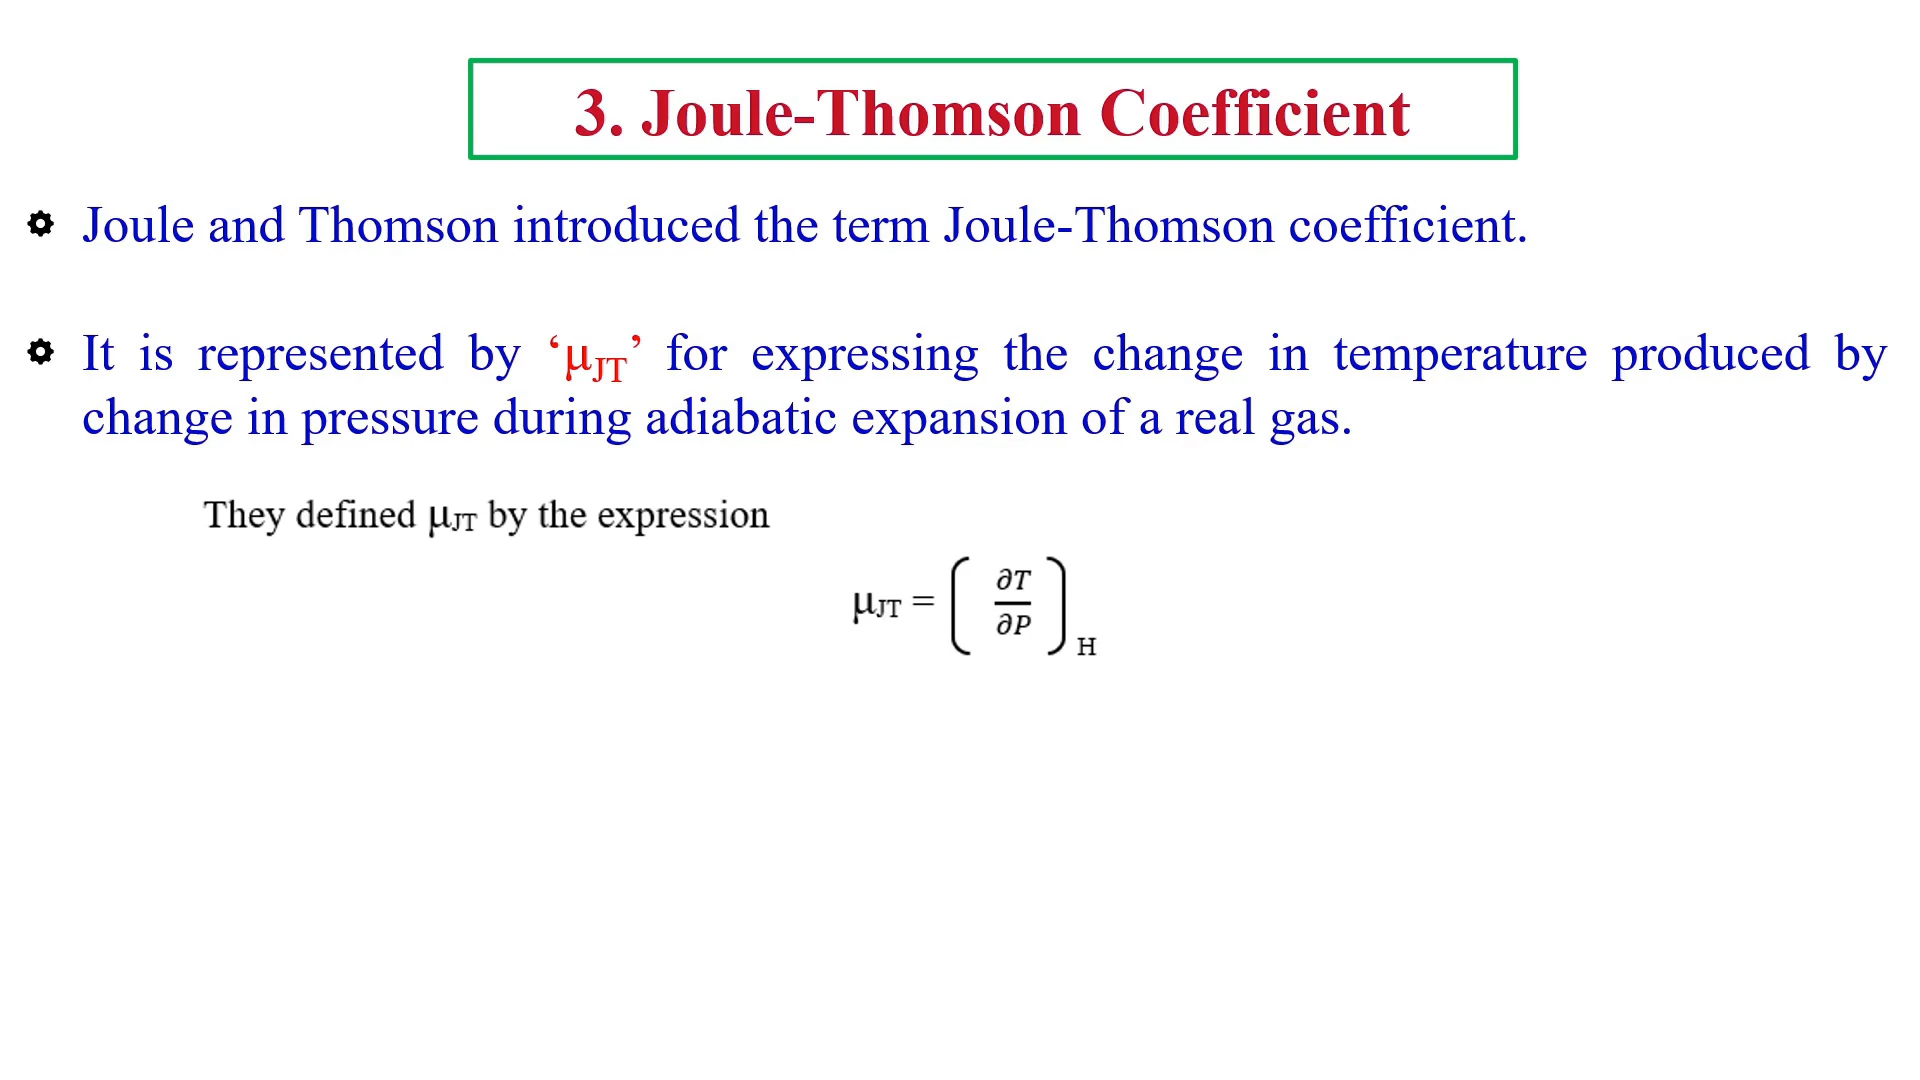 3. Joule-Thomson Coefficient
Joule and Thomson introduced the term Joule-Thomson coefficient.
It is represented by ‘μJT’ for expressing the change in temperature produced by
change in pressure during adiabatic expansion of a real gas.
They defined μJT by the expression
μJT = (∂T/∂P)H